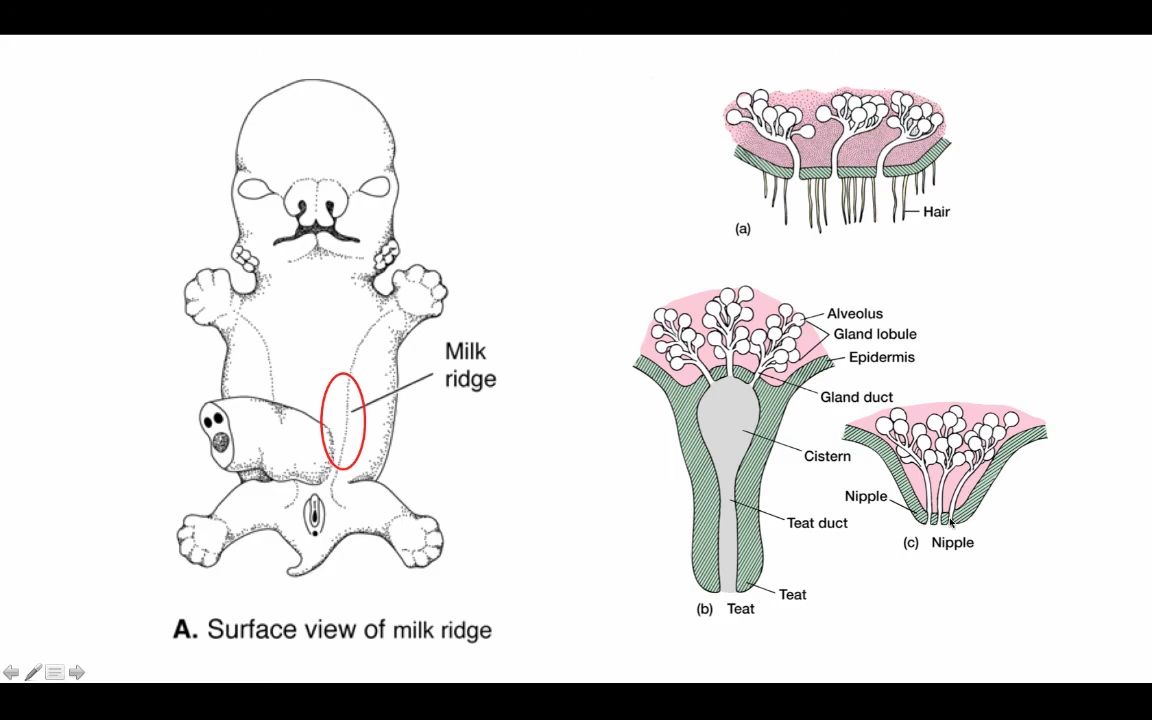 Milk
ridge
A. Surface view of milk ridge
Hair
(a)
Alveolus
Gland lobule
Epidermis
Gland duct
Cistern
Teat duct
Teat
(b) Teat
Nipple
(c) Nipple